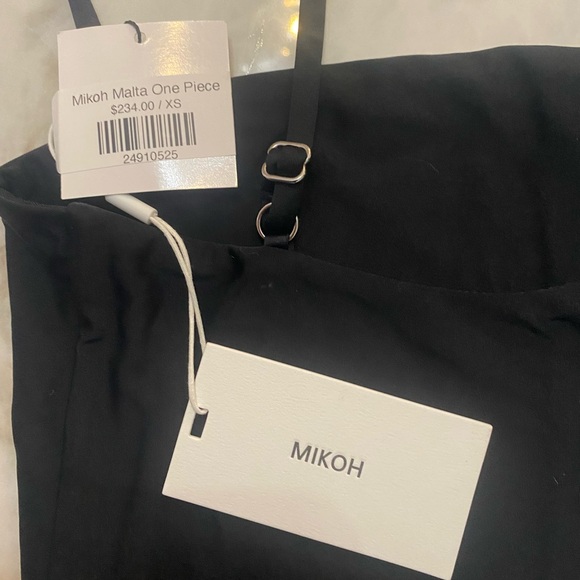 Mikoh Malta One Piece
$234.00 / XS
24910525
MIKOH